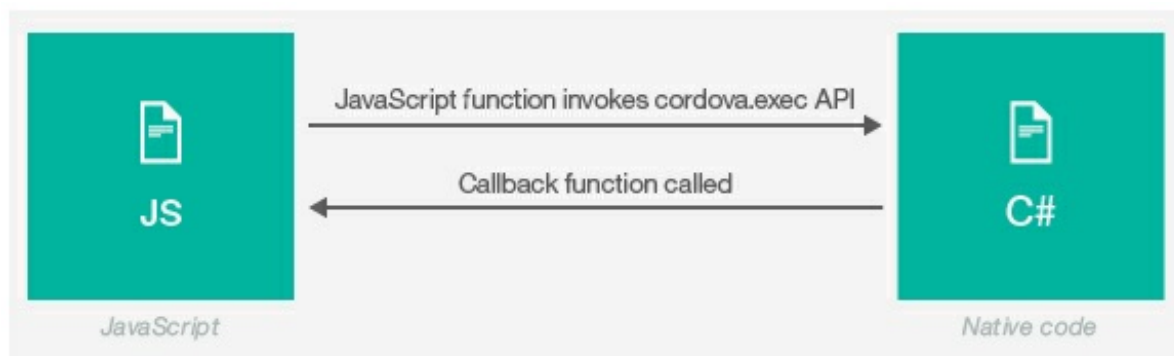 JavaScript function invokes cordova.exec API
Callback function called
JS
C#
JavaScript
Native code